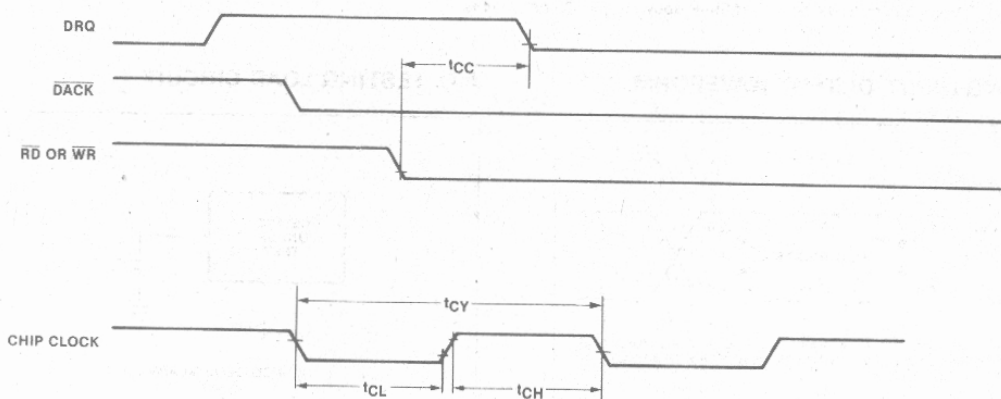 DRQ
tCC
DACK
RD OR WR
tCY
CHIP CLOCK
tCL
tCH